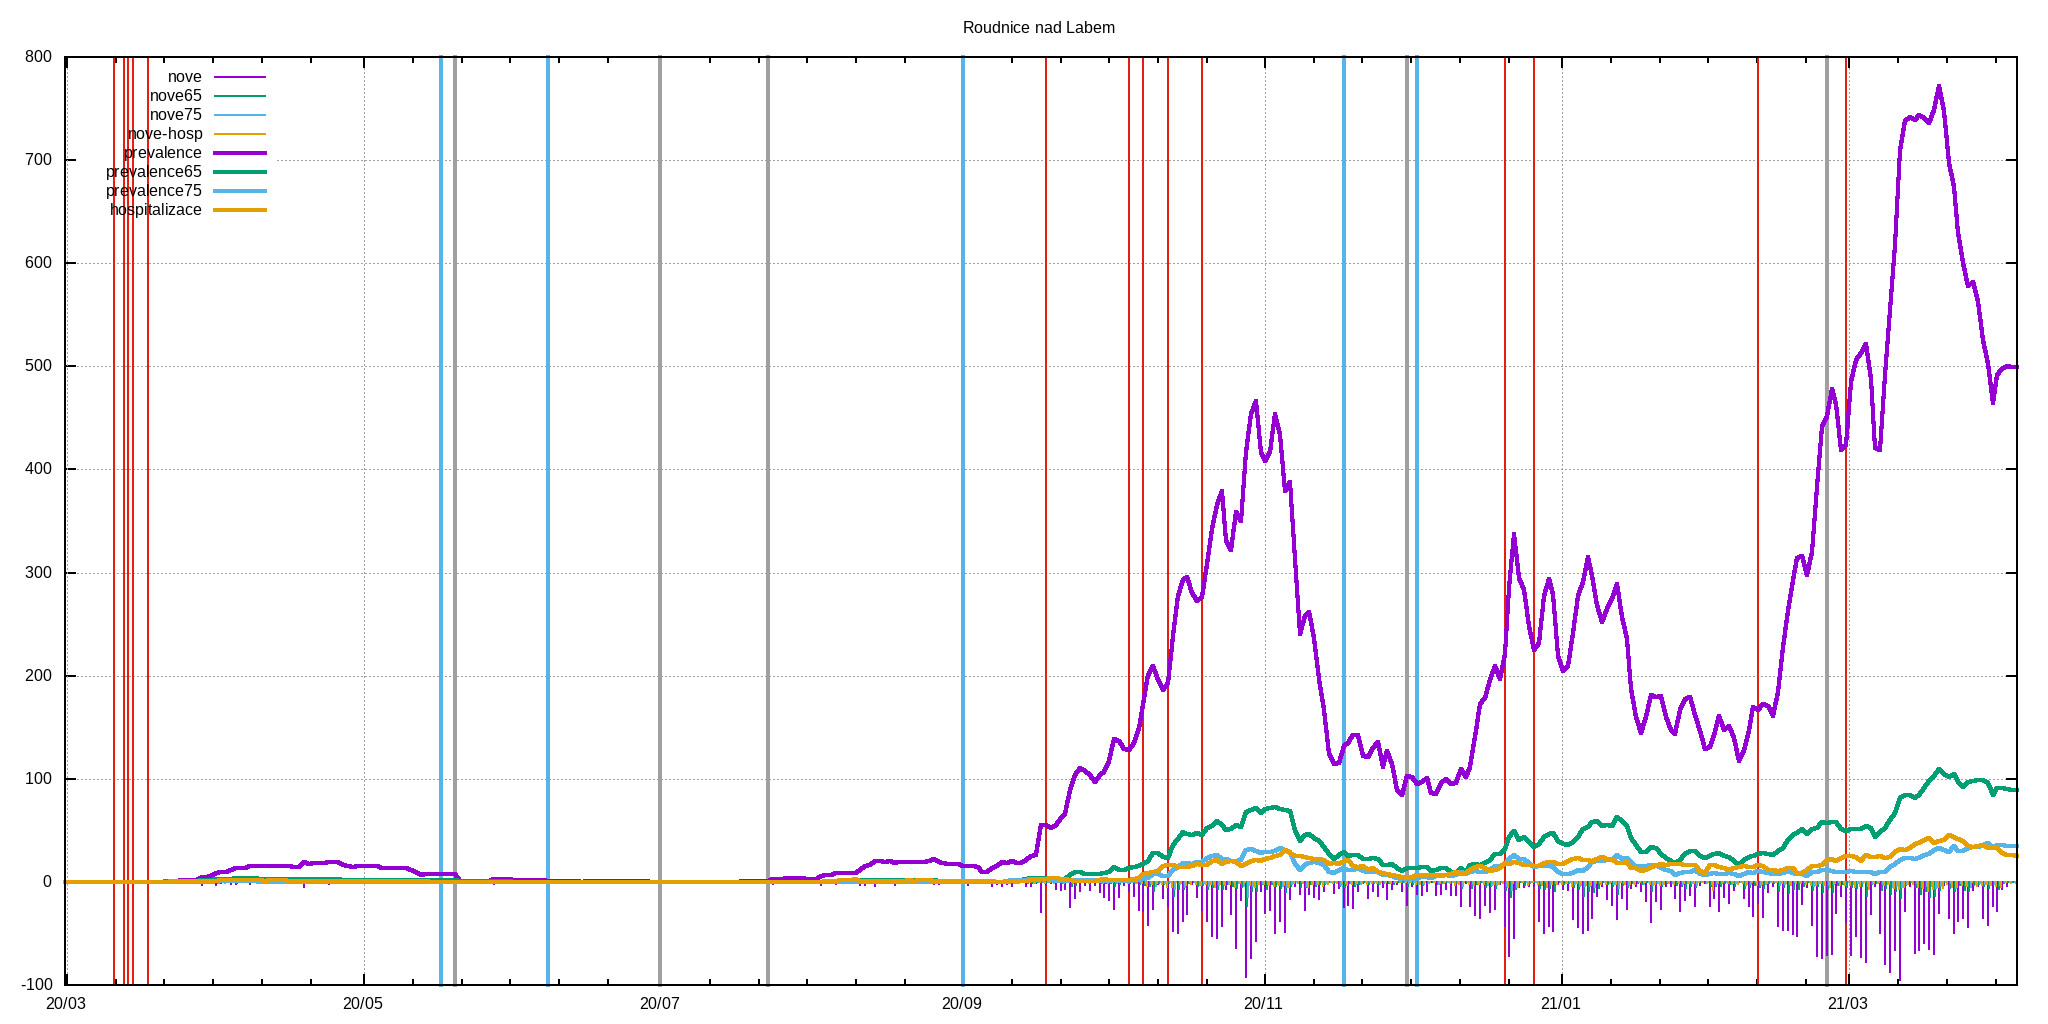 Roudnice nad Labem
800
700
600
500
400
300
200
100
0
-100
nove
nove65
nove75
nove-hosp
prevalence
prevalence65
prevalence75
hospitalizace
20/03 20/05 20/07 20/09 20/11 21/01 21/03